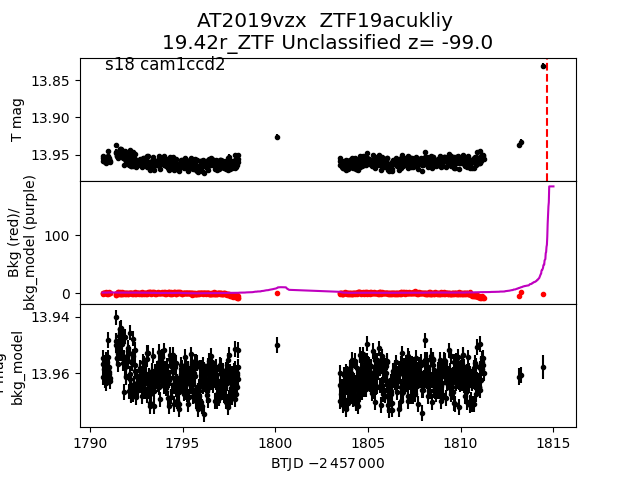 AT2019vzx  ZTF19acukliy
19.42r_ZTF Unclassified z= -99.0
s18 cam1ccd2
T mag
13.85
13.90
13.95
Bkg (red)/
bkg_model (purple)
100
0
bkg_model
13.94
13.96
1790 1795 1800 1805 1810 1815
BTJD −2 457 000